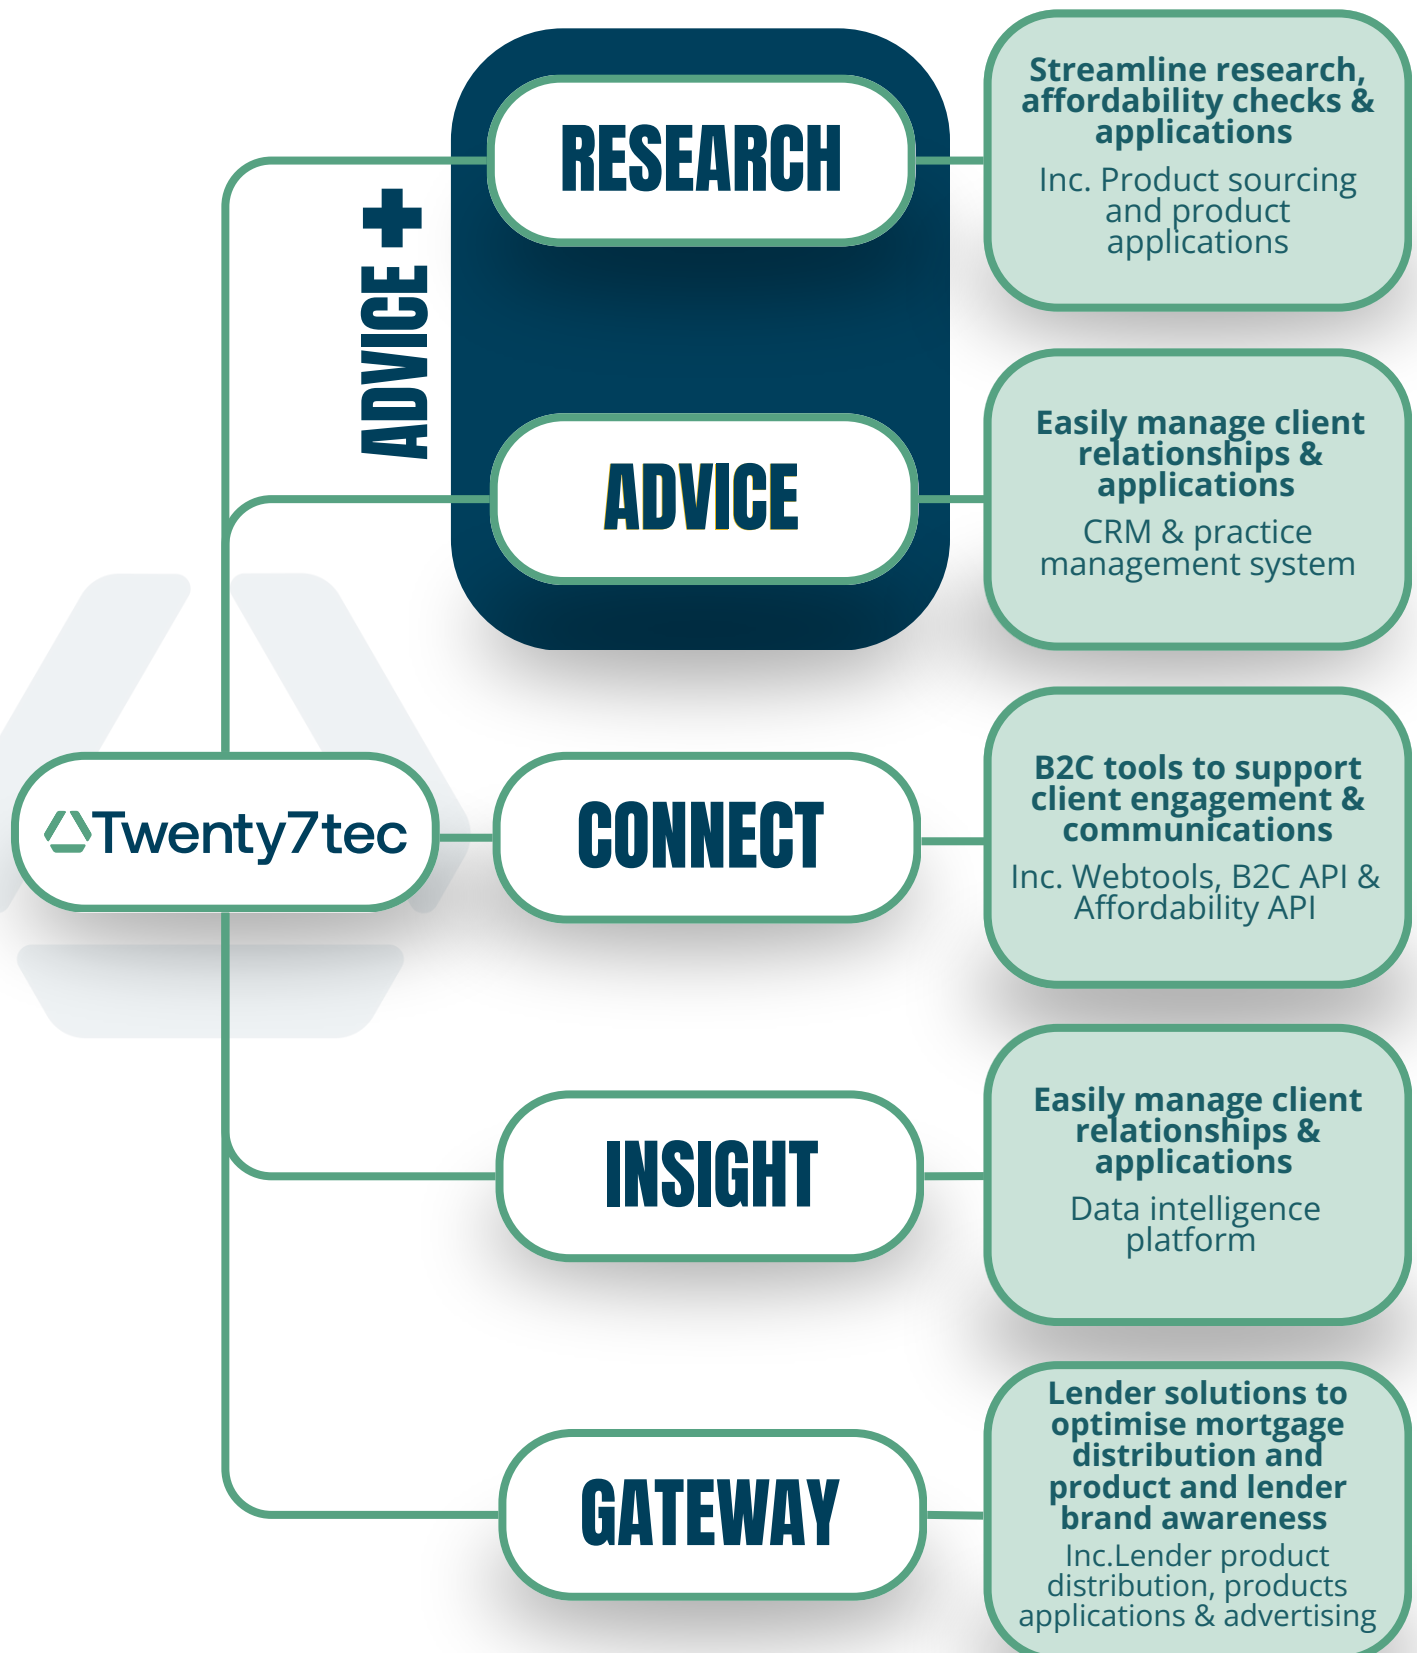 RESEARCH
Streamline research,
affordability checks &
applications
Inc. Product sourcing
and product
applications
ADVICE +
ADVICE
Easily manage client
relationships &
applications
CRM & practice
management system
Twenty7tec
CONNECT
B2C tools to support
client engagement &
communications
Inc. Webtools, B2C API &
Affordability API
INSIGHT
Easily manage client
relationships &
applications
Data intelligence
platform
GATEWAY
Lender solutions to
optimise mortgage
distribution and
product and lender
brand awareness
Inc.Lender product
distribution, products
applications & advertising